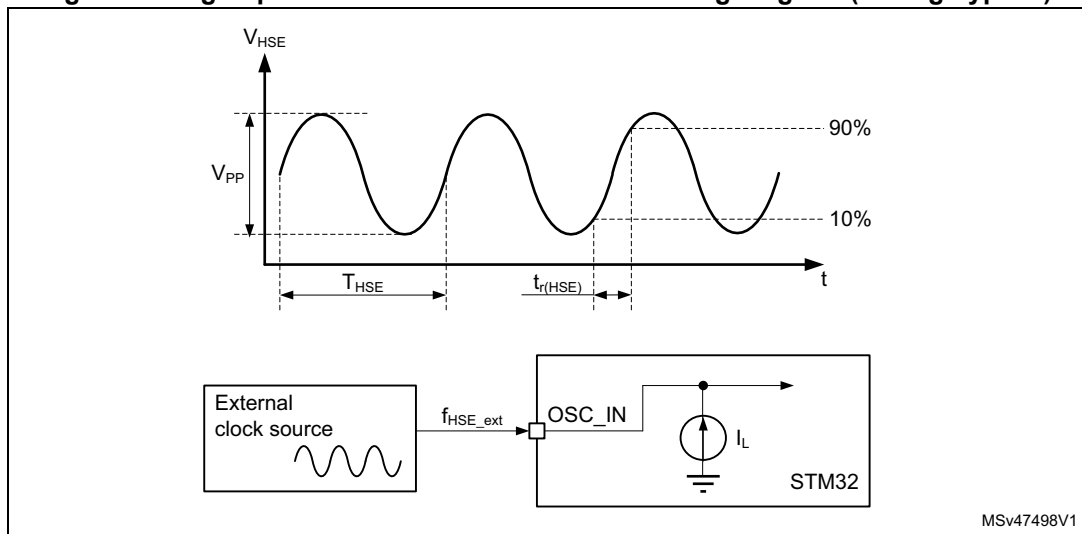 V_HSE
90%
V_PP
10%
t
T_HSE
t_r(HSE)
External
clock source
f_HSE_ext
OSC_IN
I_L
STM32
MSv47498V1